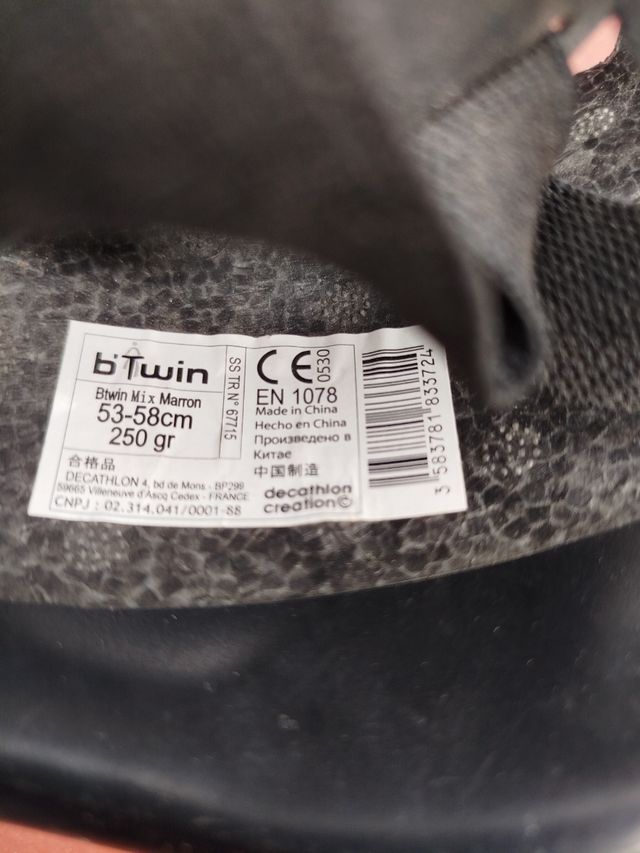 b'Twin
Btwin Mix Marron
53-58cm
250 gr
SS TR N° 67715
合格品
DECATHLON 4, bd de Mons - BP299
59665 Villeneuve d'Ascq Cedex - FRANCE
CNPJ : 02.314.041/0001-88
CE 0530
EN 1078
Made in China
Hecho en China
Произведено в
Китае
中国制造
decathlon
creation©
3 583781 833724